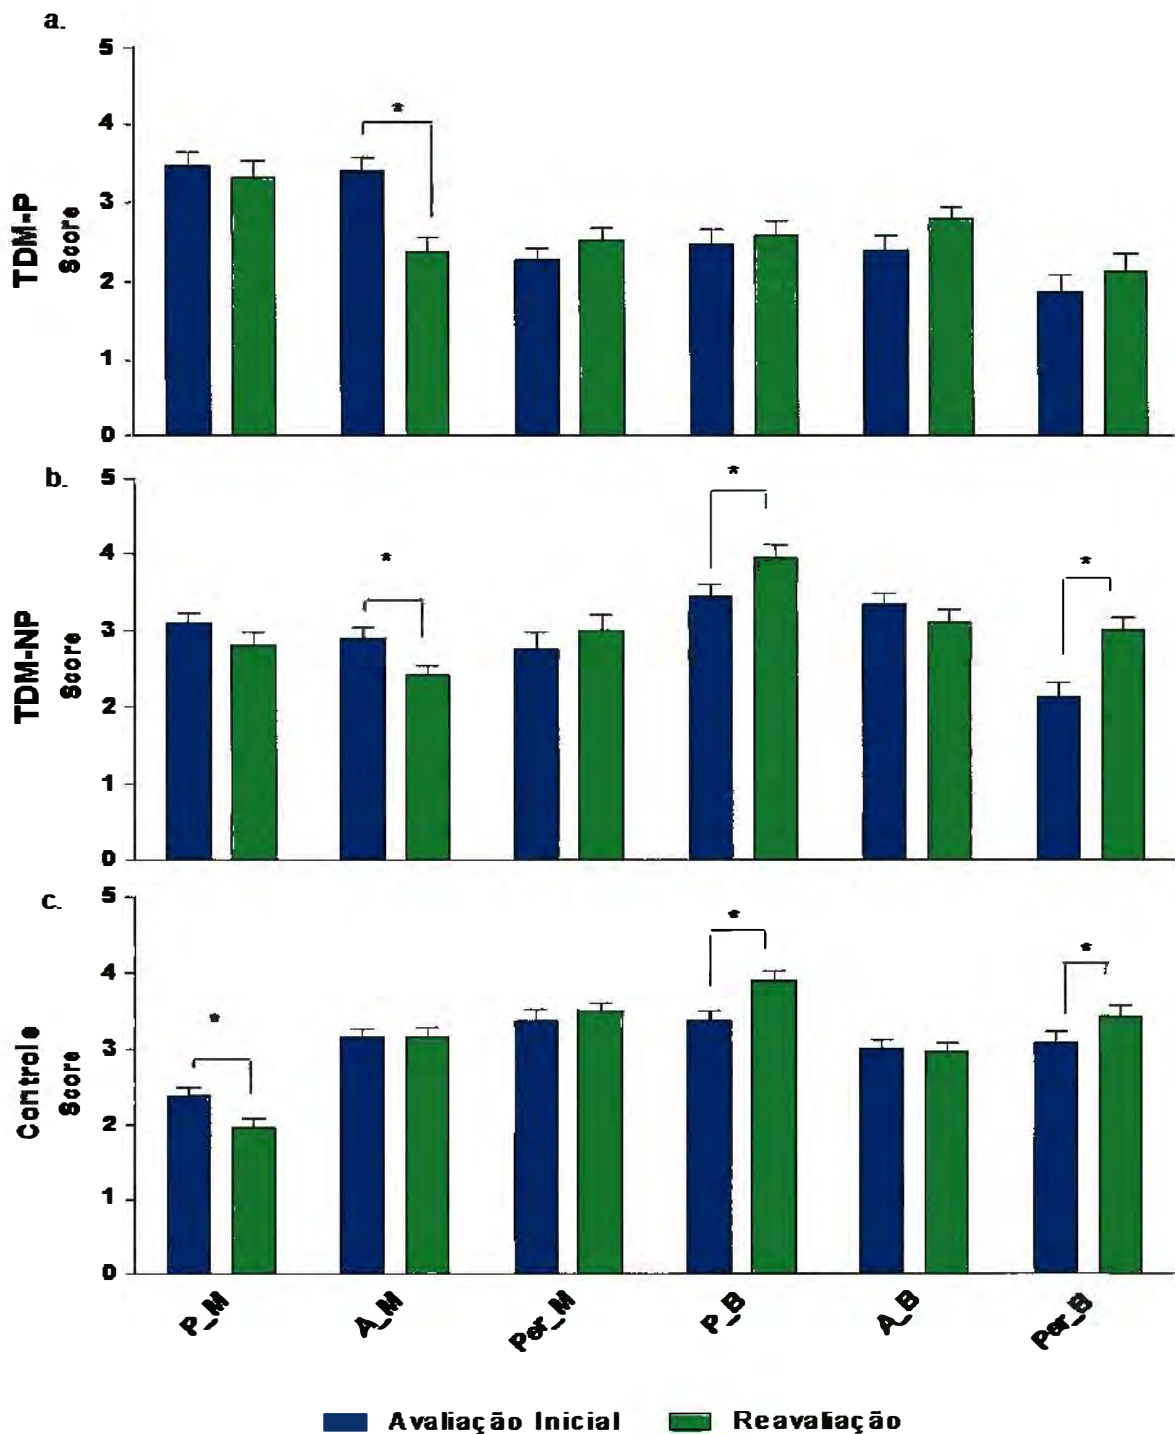 a.
5
4
3
2
1
0
TDM-P
Score
*
b.
5
4
3
2
1
0
TDM-NP
Score
*
*
*
c.
5
4
3
2
1
0
Controle
Score
*
*
*
P_M
A_M
Per_M
P_B
A_B
Per_B
Avaliação Inicial
Reavaliação